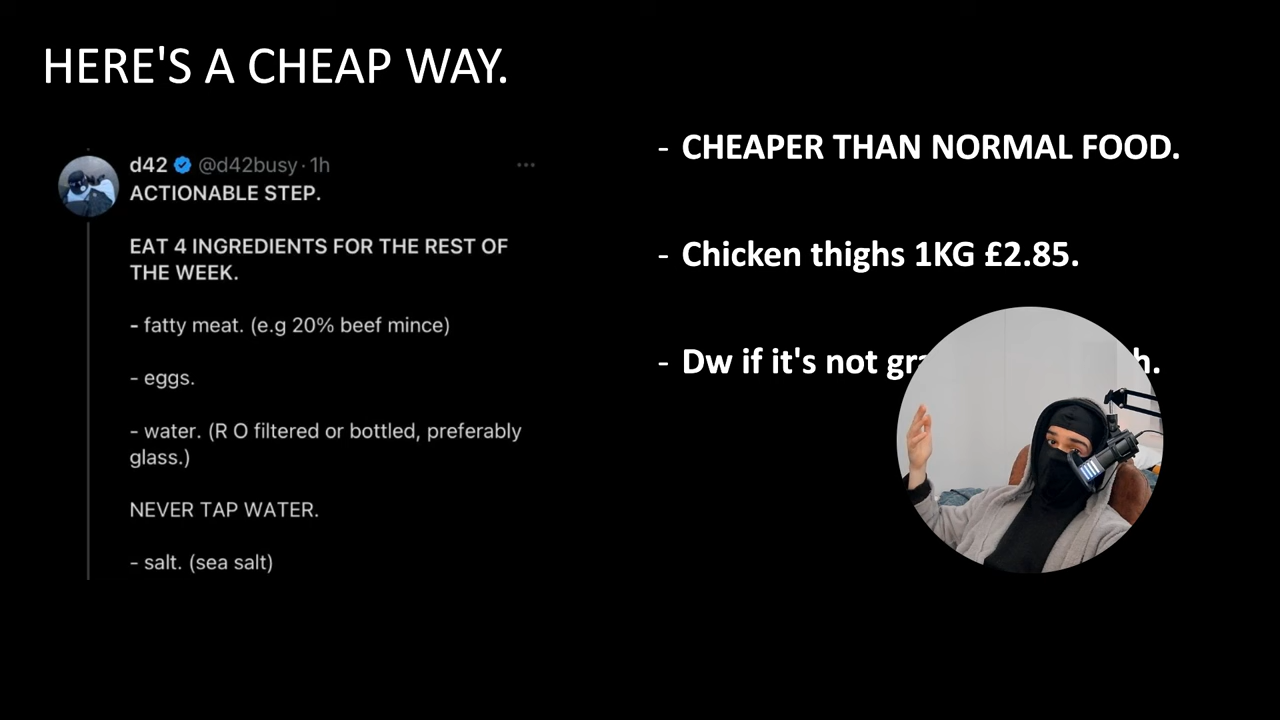 HERE'S A CHEAP WAY.
d42 @d42busy · 1h
ACTIONABLE STEP.
EAT 4 INGREDIENTS FOR THE REST OF
THE WEEK.
- fatty meat. (e.g 20% beef mince)
- eggs.
- water. (R O filtered or bottled, preferably
glass.)
NEVER TAP WATER.
- salt. (sea salt)
- CHEAPER THAN NORMAL FOOD.
- Chicken thighs 1KG £2.85.
- Dw if it's not